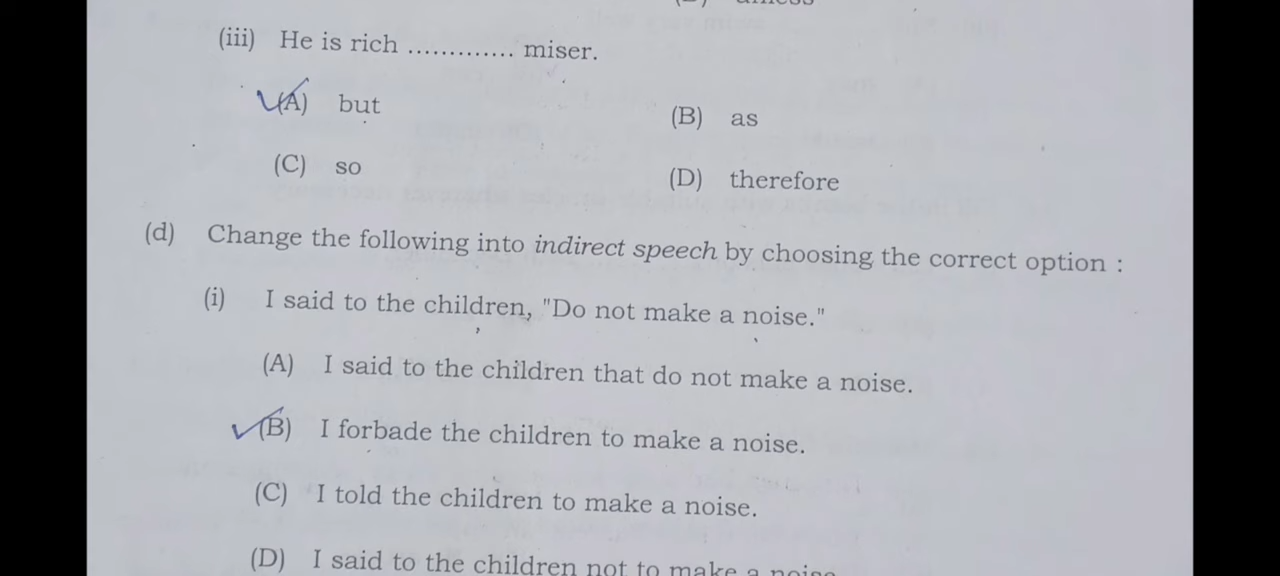 (iii) He is rich ............. miser.
(A) but (B) as
(C) so (D) therefore
(d) Change the following into indirect speech by choosing the correct option :
(i) I said to the children, "Do not make a noise."
(A) I said to the children that do not make a noise.
(B) I forbade the children to make a noise.
(C) I told the children to make a noise.
(D) I said to the children not to make a noise